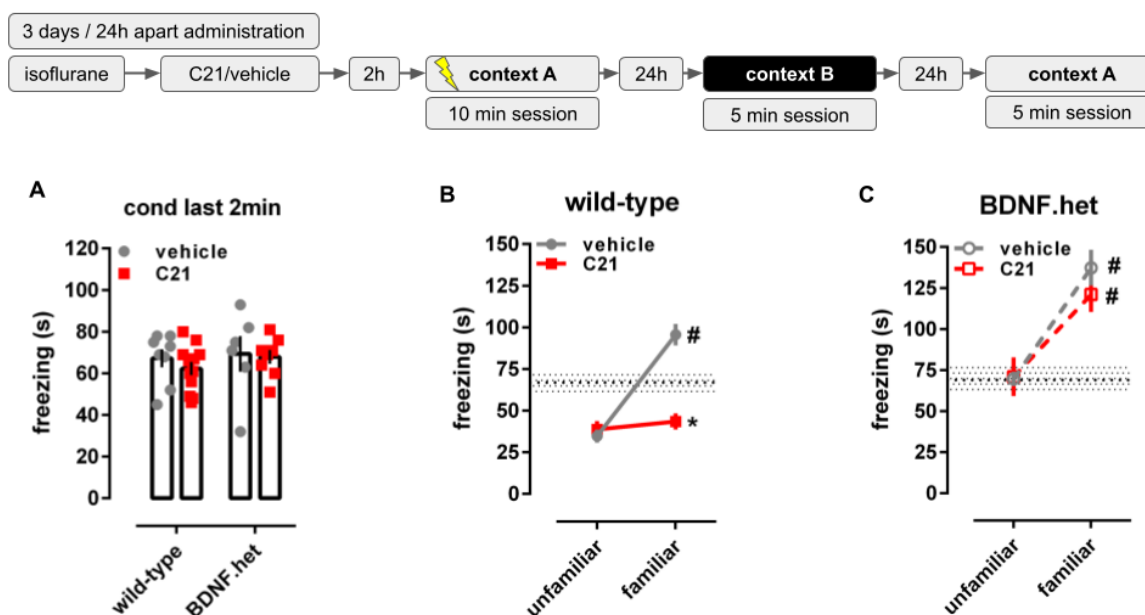 3 days / 24h apart administration
isoflurane
C21/vehicle
2h
context A
24h
context B
24h
context A
10 min session
5 min session
5 min session
A
cond last 2min
freezing (s)
120
100
80
60
40
20
0
vehicle
C21
wild-type
BDNF.het
B
wild-type
freezing (s)
150
125
100
75
50
25
0
vehicle
C21
#
*
unfamiliar
familiar
C
BDNF.het
freezing (s)
150
125
100
75
50
25
0
vehicle
C21
#
#
unfamiliar
familiar